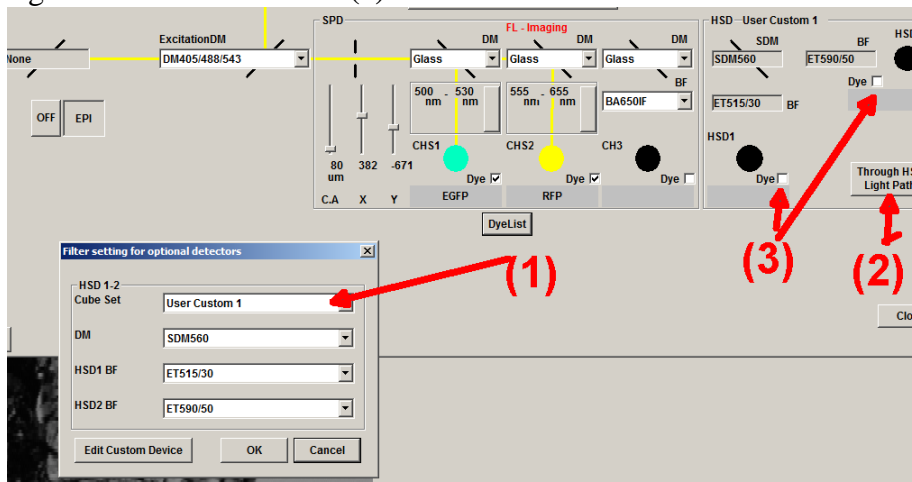 SPD
FL - Imaging
HSD User Custom 1
None
ExcitationDM
DM405/488/543
DM
DM
DM
Glass
Glass
Glass
500 nm - 530 nm
555 - 655 nm
BF
BA650IF
SDM
SDM560
BF
ET590/50
HSD
Dye
ET515/30
BF
OFF
EPI
CHS1
CHS2
CH3
HSD1
80 um
382
-671
Dye
Dye
Dye
Dye
C.A
X
Y
EGFP
RFP
Through HS
Light Path
DyeList
(1)
(3)
(2)
Filter setting for optional detectors
HSD 1-2
Cube Set
User Custom 1
DM
SDM560
HSD1 BF
ET515/30
HSD2 BF
ET590/50
Edit Custom Device
OK
Cancel
Clo